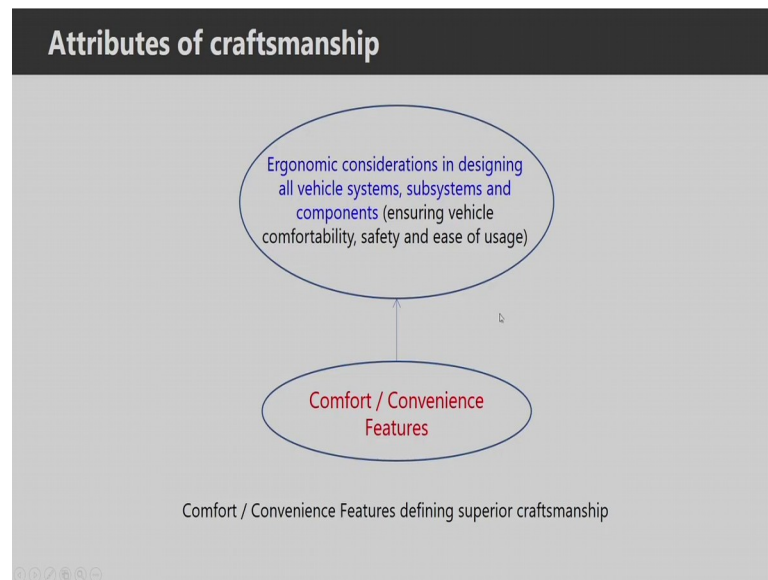 Attributes of craftsmanship
Ergonomic considerations in designing
all vehicle systems, subsystems and
components (ensuring vehicle
comfortability, safety and ease of usage)
Comfort / Convenience
Features
Comfort / Convenience Features defining superior craftsmanship